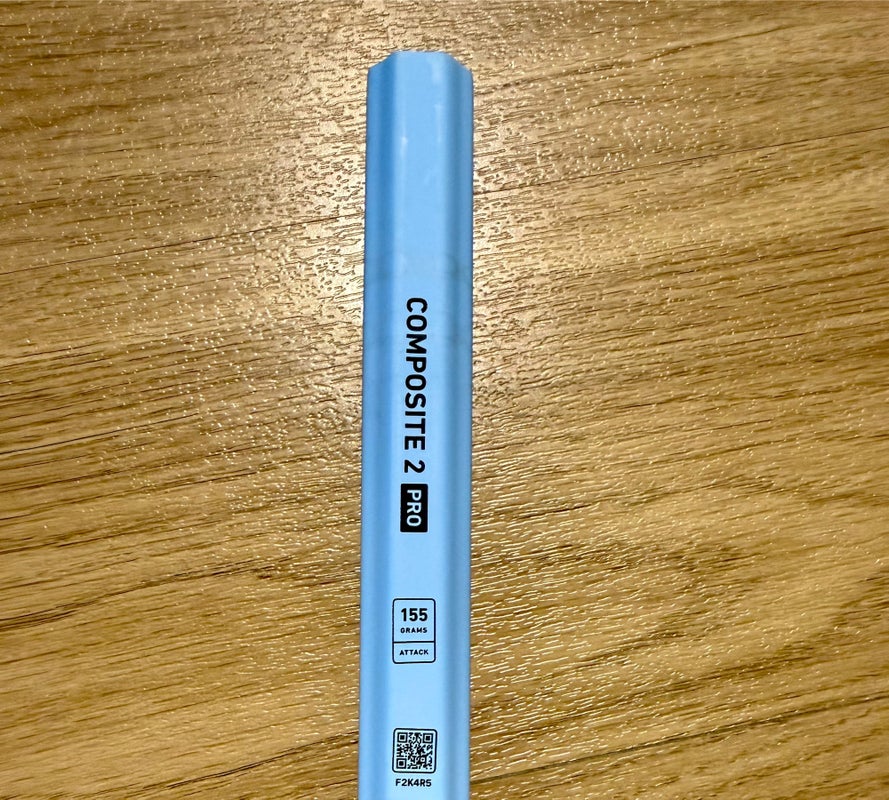 COMPOSITE 2 PRO
155
GRAMS
ATTACK
F2K4R5